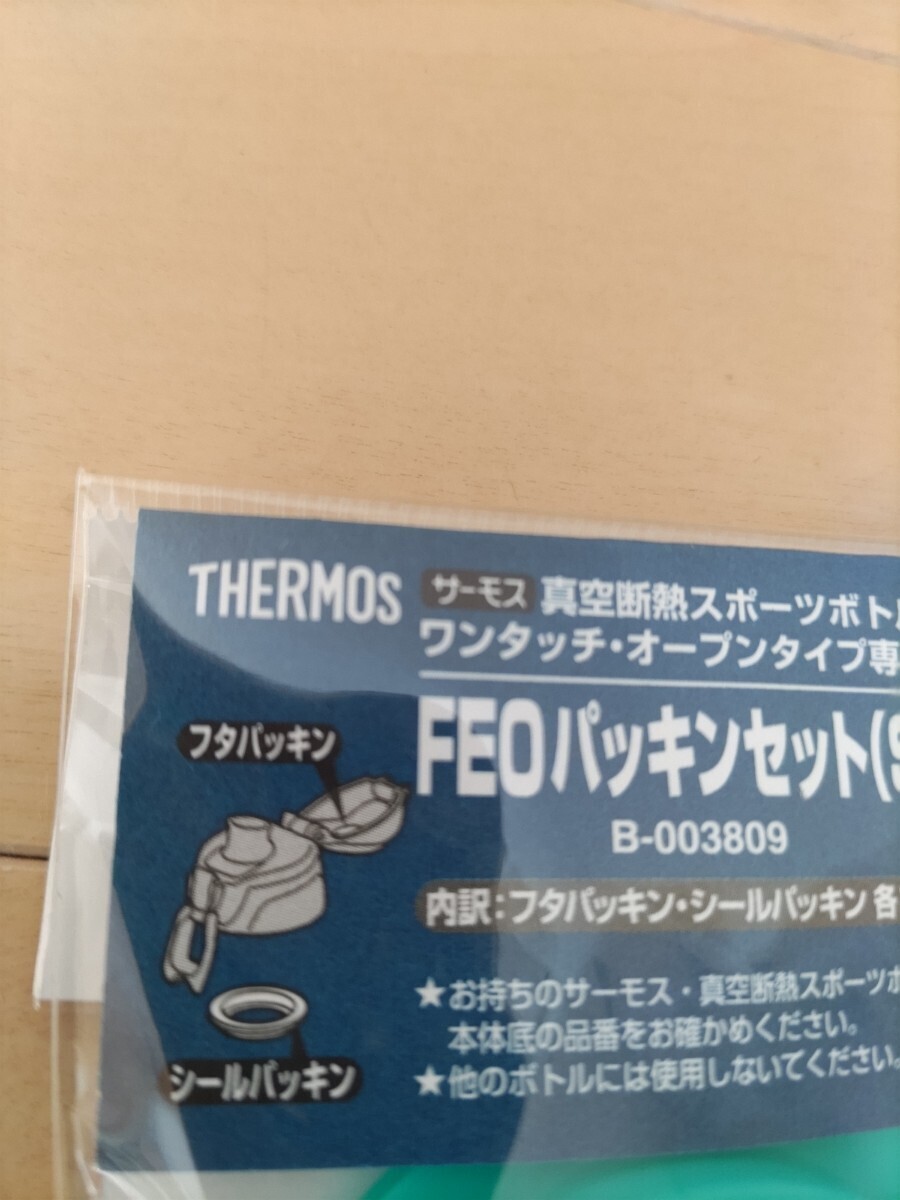 THERMOS
サーモス 真空断熱スポーツボトル
ワンタッチ・オープンタイプ専
FEOパッキンセット(S
B-003809
内訳:フタパッキン・シールパッキン 各
★お持ちのサーモス・真空断熱スポーツボ
本体底の品番をお確かめください。
★他のボトルには使用しないでください。
フタパッキン
シールパッキン